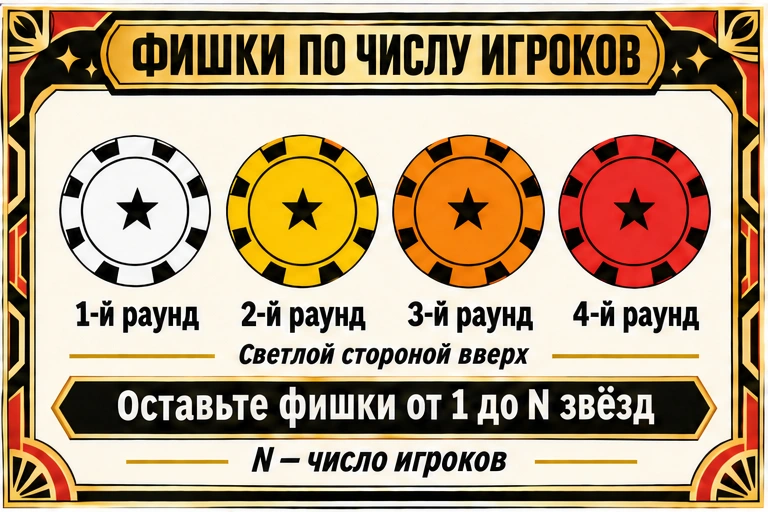 ФИШКИ ПО ЧИСЛУ ИГРОКОВ
1-й раунд 2-й раунд 3-й раунд 4-й раунд
Светлой стороной вверх
Оставьте фишки от 1 до N звёзд
N – число игроков